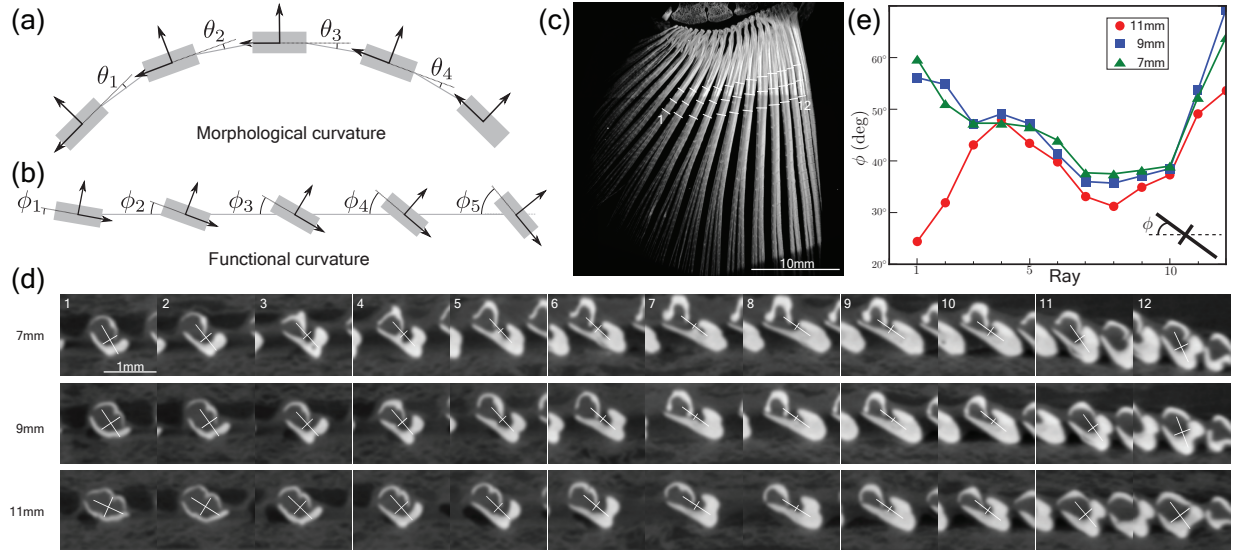 (a)
θ1
θ2
θ3
θ4
Morphological curvature
(b)
ϕ1
ϕ2
ϕ3
ϕ4
ϕ5
Functional curvature
(c)
1
12
10mm
(e)
11mm
9mm
7mm
ϕ (deg)
60°
50°
40°
30°
20°
1
5
10
Ray
ϕ
(d)
1 2 3 4 5 6 7 8 9 10 11 12
7mm
1mm
9mm
11mm